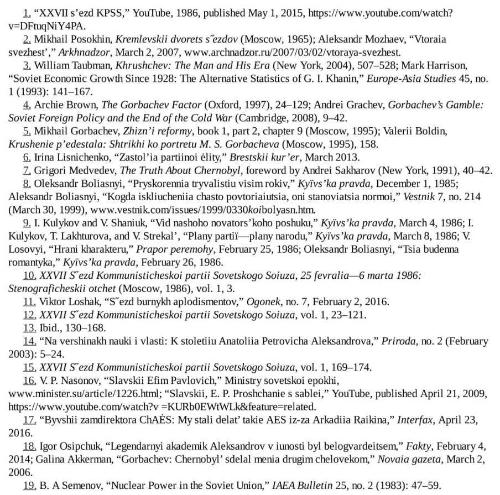 1. “XXVII s’ezd KPSS,” YouTube, 1986, published May 1, 2015, https://www.youtube.com/watch?
v=DFtuqNiY4PA.
2. Mikhail Posokhin, Kremlevskii dvorets s˝ezdov (Moscow, 1965); Aleksandr Mozhaev, “Vtoraia
svezhest’,” Arkhnadzor, March 2, 2007, www.archnadzor.ru/2007/03/02/vtoraya-svezhest.
3. William Taubman, Khrushchev: The Man and His Era (New York, 2004), 507–528; Mark Harrison,
“Soviet Economic Growth Since 1928: The Alternative Statistics of G. I. Khanin,” Europe-Asia Studies 45, no.
1 (1993): 141–167.
4. Archie Brown, The Gorbachev Factor (Oxford, 1997), 24–129; Andrei Grachev, Gorbachev’s Gamble:
Soviet Foreign Policy and the End of the Cold War (Cambridge, 2008), 9–42.
5. Mikhail Gorbachev, Zhizn’i reformy, book 1, part 2, chapter 9 (Moscow, 1995); Valerii Boldin,
Krushenie p’edestala: Shtrikhi ko portretu M. S. Gorbacheva (Moscow, 1995), 158.
6. Irina Lisnichenko, “Zastol’ia partiinoi ėlity,” Brestskii kur’er, March 2013.
7. Grigori Medvedev, The Truth About Chernobyl, foreword by Andrei Sakharov (New York, 1991), 40–42.
8. Oleksandr Boliasnyi, “Pryskorennia tryvalistiu visim rokiv,” Kyïvs’ka pravda, December 1, 1985;
Aleksandr Boliasnyi, “Kogda iskliucheniia chasto povtoriaiutsia, oni stanoviatsia normoi,” Vestnik 7, no. 214
(March 30, 1999), www.vestnik.com/issues/1999/0330koibolyasn.htm.
9. I. Kulykov and V. Shaniuk, “Vid nashoho novators’koho poshuku,” Kyïvs’ka pravda, March 4, 1986; I.
Kulykov, T. Lakhturova, and V. Strekal’, “Plany partiï—plany narodu,” Kyïvs’ka pravda, March 8, 1986; V.
Losovyi, “Hrani kharakteru,” Prapor peremohy, February 25, 1986; Oleksandr Boliasnyi, “Tsia budenna
romantyka,” Kyïvs’ka pravda, February 26, 1986.
10. XXVII S˝ezd Kommunisticheskoi partii Sovetskogo Soiuza, 25 fevralia—6 marta 1986:
Stenograficheskii otchet (Moscow, 1986), vol. 1, 3.
11. Viktor Loshak, “S˝ezd burnykh aplodismentov,” Ogonek, no. 7, February 2, 2016.
12. XXVII S˝ezd Kommunisticheskoi partii Sovetskogo Soiuza, vol. 1, 23–121.
13. Ibid., 130–168.
14. “Na vershinakh nauki i vlasti: K stoletiiu Anatoliia Petrovicha Aleksandrova,” Priroda, no. 2 (February
2003): 5–24.
15. XXVII S˝ezd Kommunisticheskoi partii Sovetskogo Soiuza, vol. 1, 169–174.
16. V. P. Nasonov, “Slavskii Efim Pavlovich,” Ministry sovetskoi epokhi,
www.minister.su/article/1226.html; “Slavskii, E. P. Proshchanie s sablei,” YouTube, published April 21, 2009,
https://www.youtube.com/watch?v =KURb0EWtWLk&feature=related.
17. “Byvshii zamdirektora ChAĖS: My stali delat’ takie AES iz-za Arkadiia Raikina,” Interfax, April 23,
2016.
18. Igor Osipchuk, “Legendarnyi akademik Aleksandrov v iunosti byl belogvardeitsem,” Fakty, February 4,
2014; Galina Akkerman, “Gorbachev: Chernobyl’ sdelal menia drugim chelovekom,” Novaia gazeta, March 2,
2006.
19. B. A Semenov, “Nuclear Power in the Soviet Union,” IAEA Bulletin 25, no. 2 (1983): 47–59.